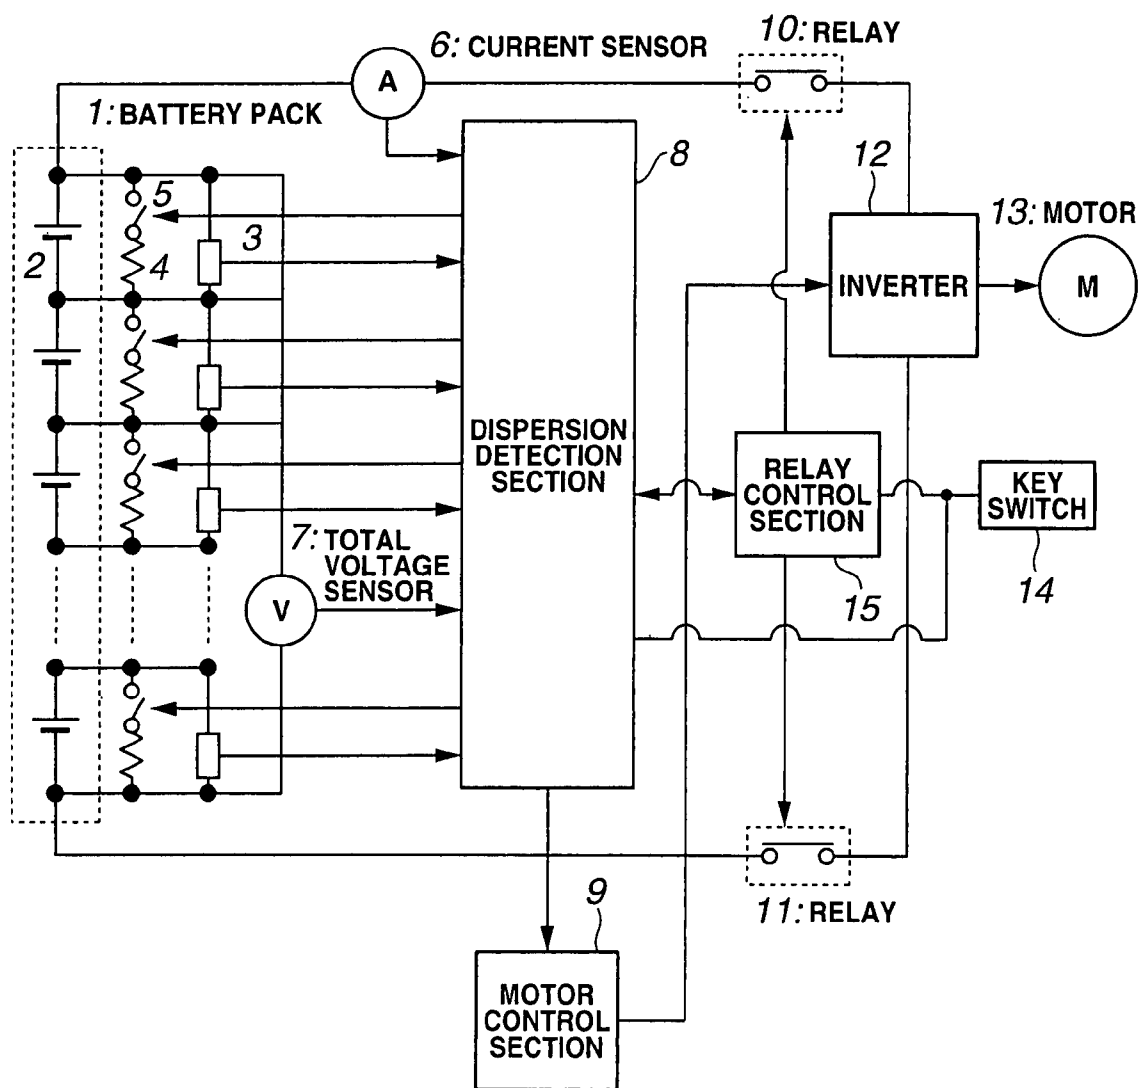 10: RELAY
6: CURRENT SENSOR
A
1: BATTERY PACK
8
12
5
13: MOTOR
3
2
4
INVERTER
M
DISPERSION
DETECTION
SECTION
RELAY
CONTROL
SECTION
KEY
SWITCH
7: TOTAL
VOLTAGE
SENSOR
14
15
V
9
11: RELAY
MOTOR
CONTROL
SECTION